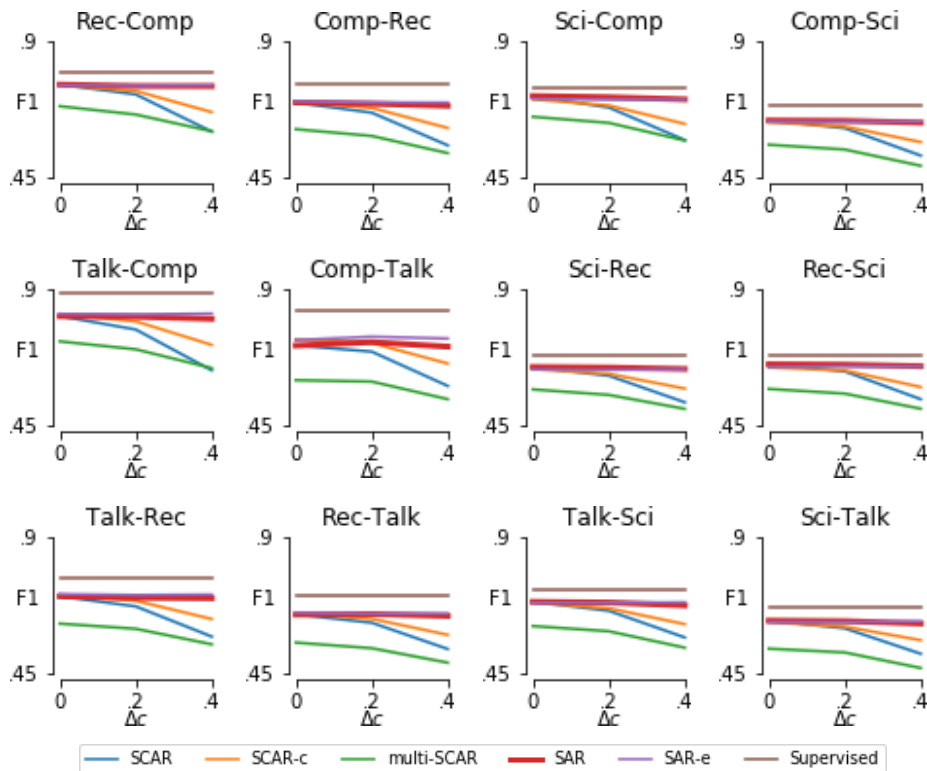 Rec-Comp Comp-Rec Sci-Comp Comp-Sci
.9 .9 .9 .9
F1 F1 F1 F1
.45 .45 .45 .45
0 .2 .4 0 .2 .4 0 .2 .4 0 .2 .4
Δc Δc Δc Δc
Talk-Comp Comp-Talk Sci-Rec Rec-Sci
.9 .9 .9 .9
F1 F1 F1 F1
.45 .45 .45 .45
0 .2 .4 0 .2 .4 0 .2 .4 0 .2 .4
Δc Δc Δc Δc
Talk-Rec Rec-Talk Talk-Sci Sci-Talk
.9 .9 .9 .9
F1 F1 F1 F1
.45 .45 .45 .45
0 .2 .4 0 .2 .4 0 .2 .4 0 .2 .4
Δc Δc Δc Δc
SCAR SCAR-c multi-SCAR SAR SAR-e Supervised